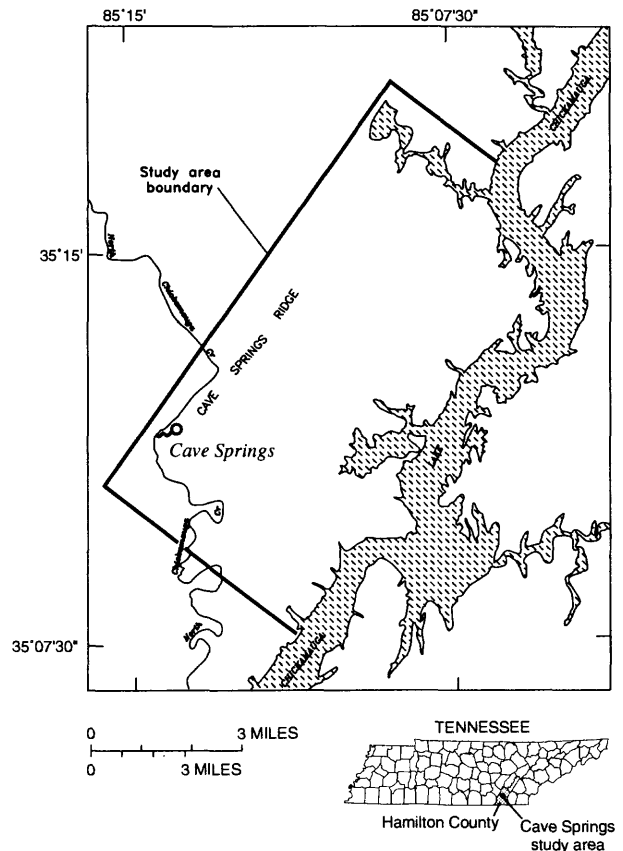 85°15'
85°07'30"
CHICKAMAUGA
Study area
boundary
North
35°15'
Chickamauga
Cr
CAVE SPRINGS RIDGE
LAKE
Cave Springs
Cr
North
CHICKAMAUGA
35°07'30"
0 3 MILES
0 3 MILES
TENNESSEE
Hamilton County
Cave Springs
study area